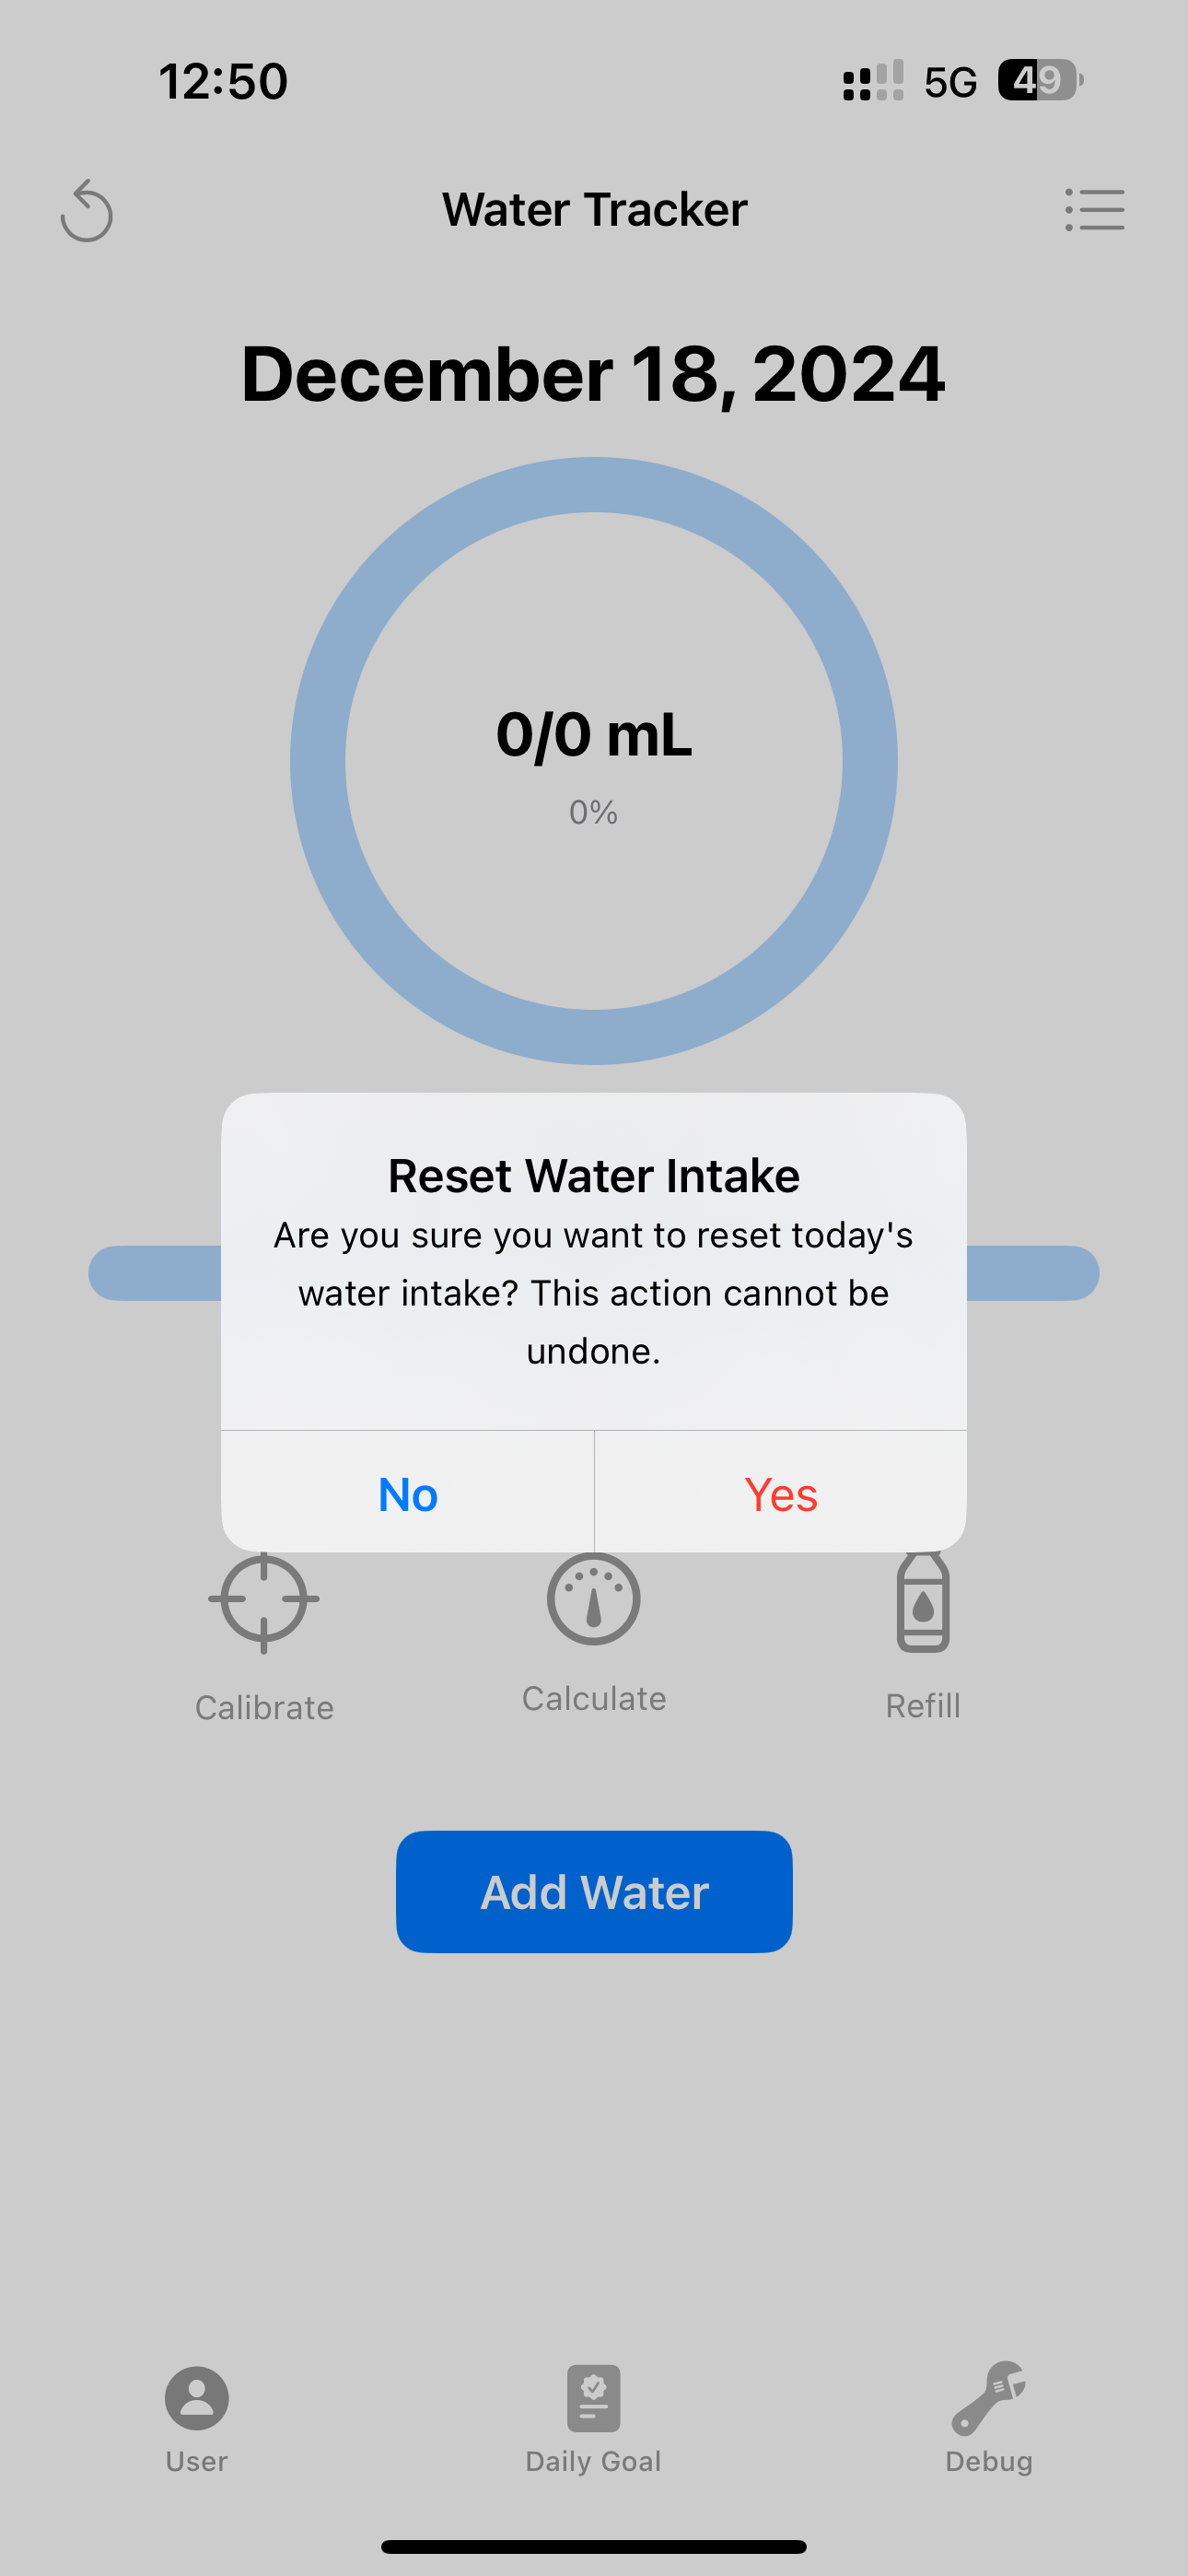 12:50
5G
49
Water Tracker
December 18, 2024
0/0 mL
0%
Reset Water Intake
Are you sure you want to reset today's
water intake? This action cannot be
undone.
No
Yes
Calibrate
Calculate
Refill
Add Water
User
Daily Goal
Debug